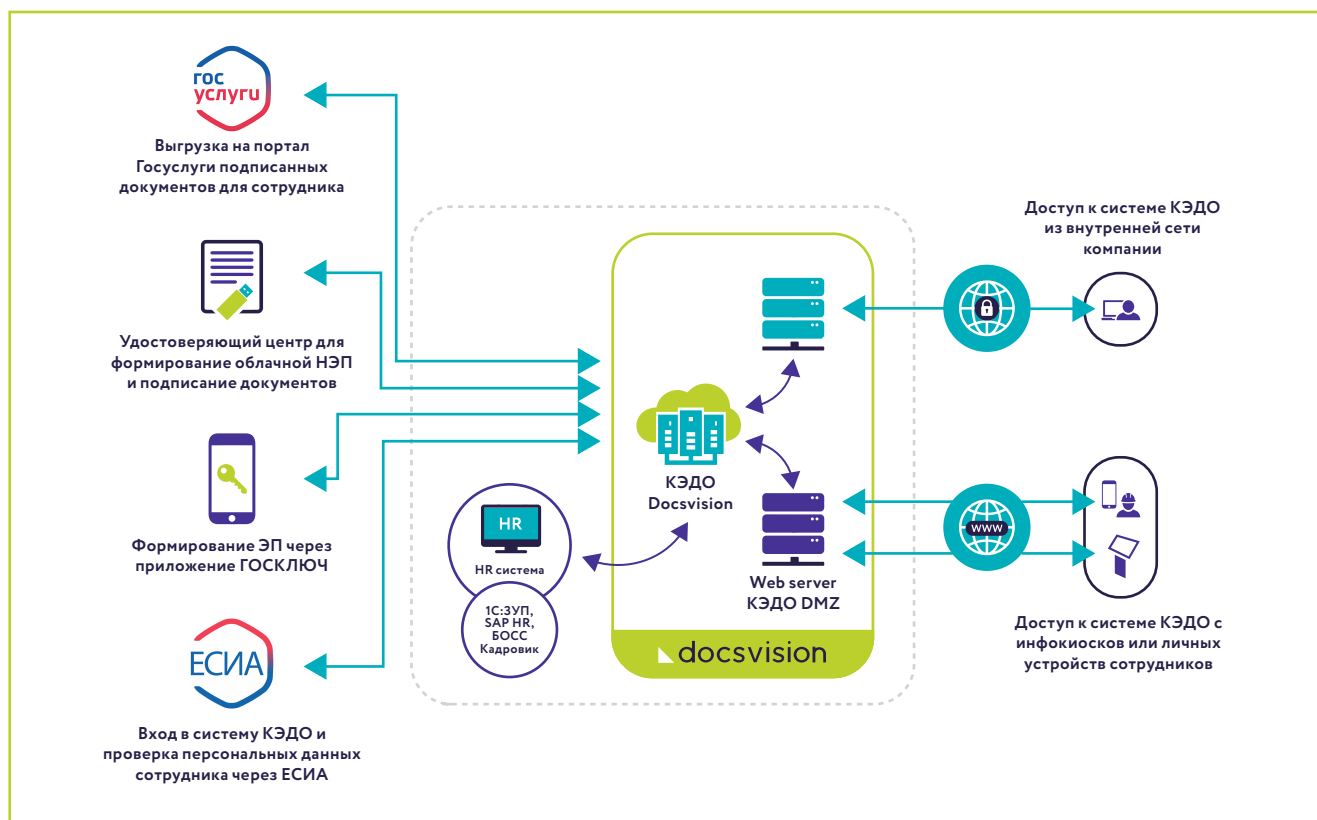 гос
услуги
Выгрузка на портал
Госуслуги подписанных
документов для сотрудника
Удостоверяющий центр для
формирование облачной НЭП
и подписание документов
Формирование ЭП через
приложение ГОСКЛЮЧ
ЕСИА
Вход в систему КЭДО и
проверка персональных данных
сотрудника через ЕСИА
HR
HR система
1С:ЗУП,
SAP HR,
БОСС
Кадровик
КЭДО
Docsvision
Web server
КЭДО DMZ
docsvision
Доступ к системе КЭДО
из внутренней сети
компании
www
Доступ к системе КЭДО с
инфокиосков или личных
устройств сотрудников